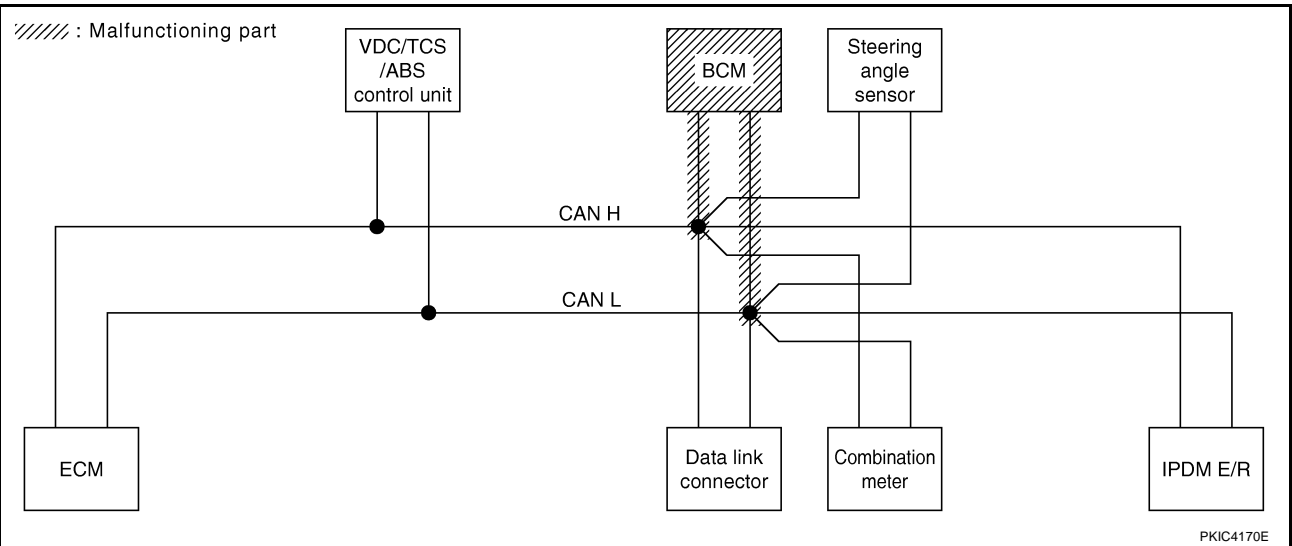 : Malfunctioning part
VDC/TCS
/ABS
control unit
BCM
Steering
angle
sensor
CAN H
CAN L
ECM
Data link
connector
Combination
meter
IPDM E/R
PKIC4170E